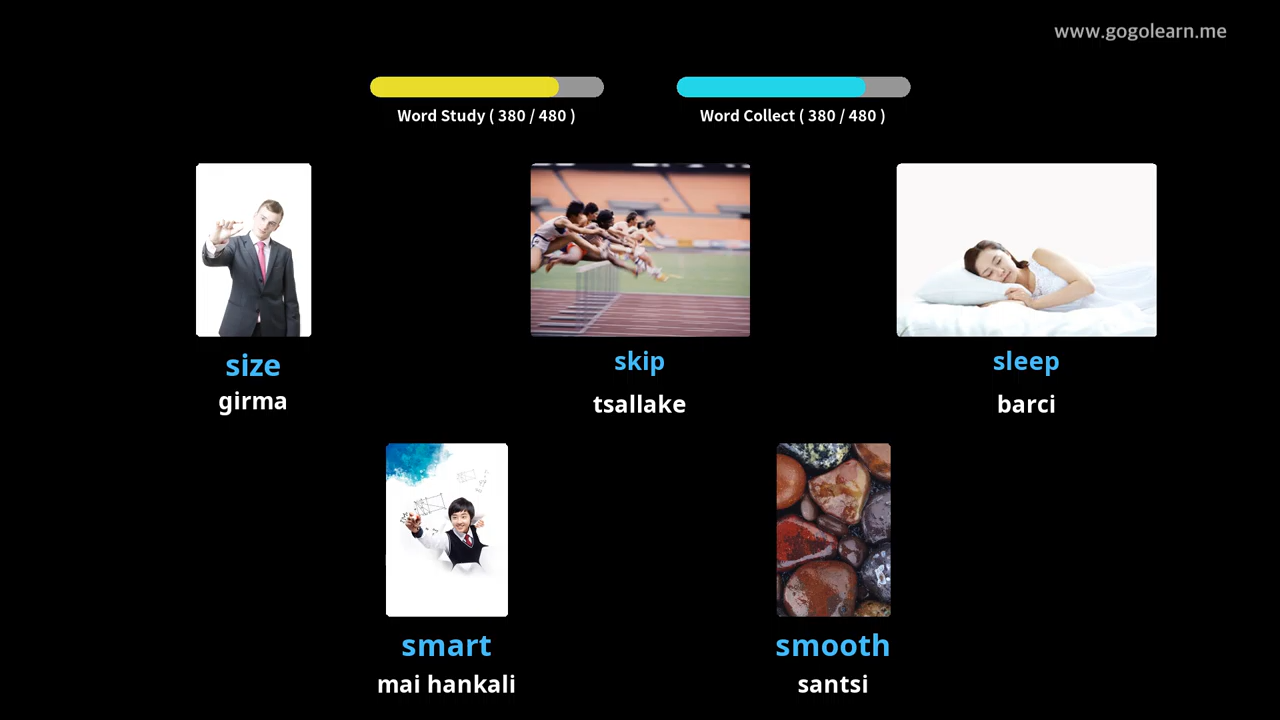 www.gogolearn.me
Word Study ( 380 / 480 )
Word Collect ( 380 / 480 )
size
girma
skip
tsallake
sleep
barci
smart
mai hankali
smooth
santsi